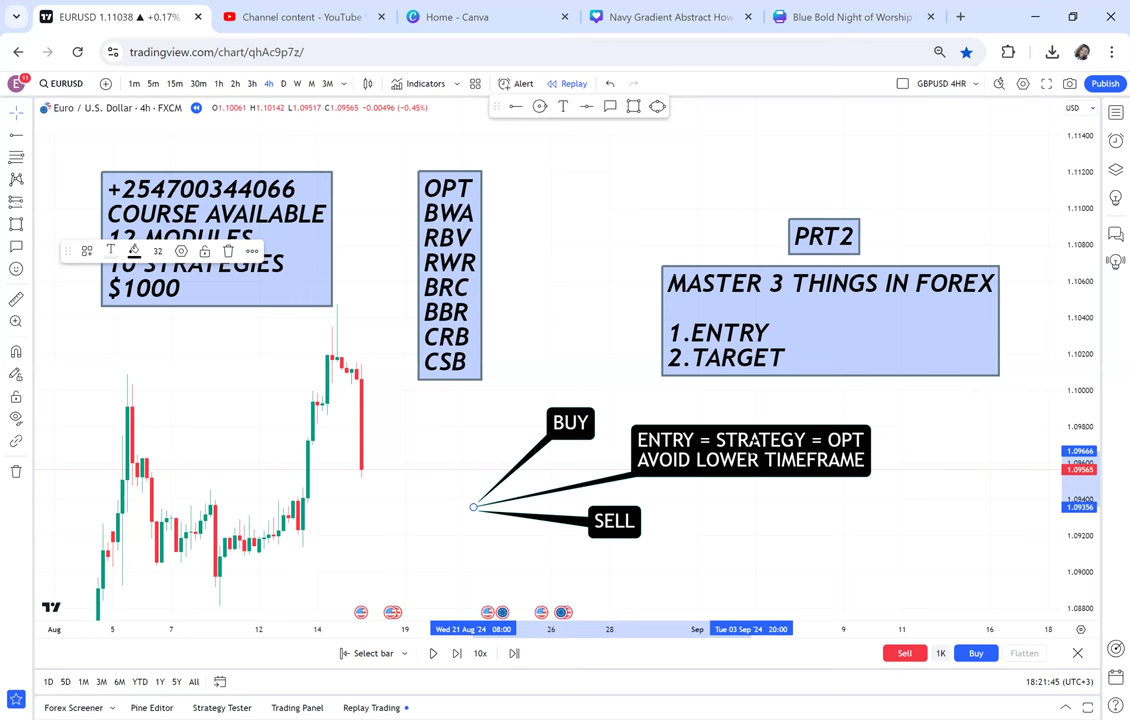 EURUSD 1.11038 ▲ +0.17%
Channel content - YouTube
Home - Canva
Navy Gradient Abstract How
Blue Bold Night of Worship
tradingview.com/chart/qhAc9p7z/
E
11
EURUSD
1m 5m 15m 30m 1h 2h 3h 4h D W M 3M
Indicators
Alert
Replay
GBPUSD 4HR
Publish
Euro / U.S. Dollar · 4h · FXCM
O1.10061 H1.10142 L1.09517 C1.09565 -0.00496 (-0.45%)
USD
+254700344066
COURSE AVAILABLE
12 MODULES
10 STRATEGIES
$1000
T 32
OPT
BWA
RBV
RWR
BRC
BBR
CRB
CSB
PRT2
MASTER 3 THINGS IN FOREX
1.ENTRY
2.TARGET
BUY
ENTRY = STRATEGY = OPT
AVOID LOWER TIMEFRAME
SELL
1.11400
1.11200
1.11000
1.10800
1.10600
1.10400
1.10200
1.10000
1.09800
1.09666
1.09565
1.09400
1.09356
1.09200
1.09000
1.08800
Aug 5 7 12 14 19 Wed 21 Aug '24 08:00 26 28 Sep Tue 03 Sep '24 20:00 9 11 16 18
Select bar
10x
Sell 1K Buy Flatten
1D 5D 1M 3M 6M YTD 1Y 5Y All
18:21:45 (UTC+3)
Forex Screener
Pine Editor
Strategy Tester
Trading Panel
Replay Trading